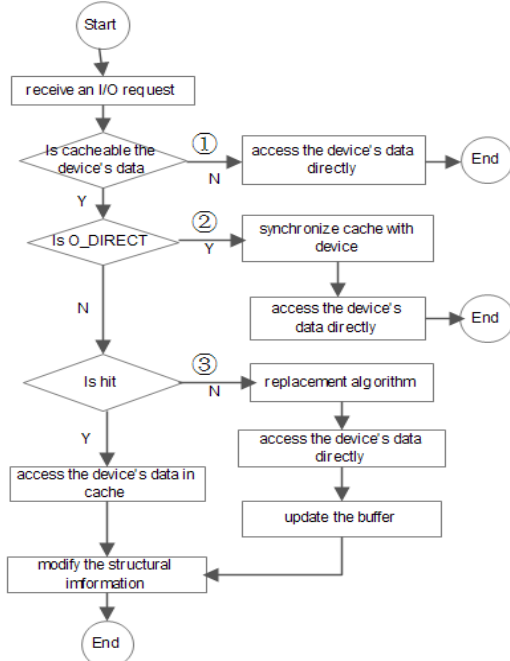 Start
receive an I/O request
Is cacheable the
device's data
①
N
access the device's data
directly
End
Y
Is O_DIRECT
②
Y
synchronize cache with
device
access the device's
data directly
End
N
Is hit
③
N
replacement algorithm
Y
access the device's data
directly
access the device's data in
cache
update the buffer
modify the structural
imformation
End